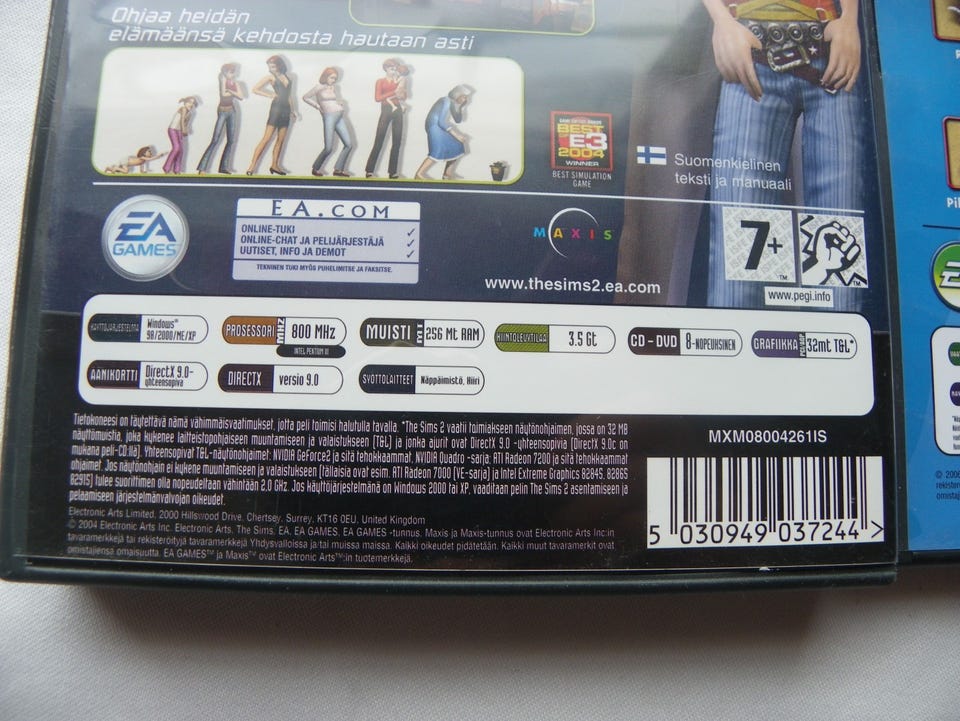 Ohjaa heidän
elämäänsä kehdosta hautaan asti
GAME CRITICS AWARDS
BEST
E3
2004
WINNER
BEST SIMULATION
GAME
Suomenkielinen
teksti ja manuaali
EA
GAMES
EA.COM
ONLINE-TUKI ✓
ONLINE-CHAT JA PELIJÄRJESTÄJÄ ✓
UUTISET, INFO JA DEMOT ✓
TEKNINEN TUKI MYÖS PUHELIMITSE JA FAKSITSE.
MAXIS
www.thesims2.ea.com
7+
™
www.pegi.info
KÄYTTÖJÄRJESTELMÄ Windows® 98/2000/ME/XP
PROSESSORI MHZ 800 MHz
INTEL PENTIUM III
MUISTI MT 256 Mt RAM
KIINTOLEVYTILAA 3.5 Gt
CD-DVD 8-NOPEUKSINEN
GRAFIIKKA 32mt T&L*
ÄÄNIKORTTI DirectX 9.0-yhteensopiva
DIRECTX versio 9.0
SYÖTTÖLAITTEET Näppäimistö, Hiiri
Tietokoneesi on täytettävä nämä vähimmäisvaatimukset, jotta peli toimisi halutulla tavalla. *The Sims 2 vaatii toimiakseen näytönohjaimen, jossa on 32 MB
näyttömuistia, joka kykenee laitteistopohjaiseen muuntamiseen ja valaistukseen (T&L) ja jonka ajurit ovat DirectX 9.0 -yhteensopivia (DirectX 9.0c on
mukana peli-CD:llä). Yhteensopivat T&L-näytönohjaimet: NVIDIA GeForce2 ja sitä tehokkaammat, NVIDIA Quadro -sarja; ATI Radeon 7200 ja sitä tehokkaammat
ohjaimet. Jos näytönohjain ei kykene muuntamiseen ja valaistukseen (tällaisia ovat esim. ATI Radeon 7000 (VE-sarja) ja Intel Extreme Graphics 82845, 82865
82915) tulee suorittimen olla nopeudeltaan vähintään 2.0 GHz. Jos käyttöjärjestelmänä on Windows 2000 tai XP, vaaditaan pelin The Sims 2 asentamiseen ja
pelaamiseen järjestelmänvalvojan oikeudet.
Electronic Arts Limited, 2000 Hillswood Drive, Chertsey, Surrey, KT16 0EU, United Kingdom
© 2004 Electronic Arts Inc. Electronic Arts, The Sims, EA, EA GAMES, EA GAMES -tunnus, Maxis ja Maxis-tunnus ovat Electronic Arts Inc:in
tavaramerkkejä tai rekisteröityjä tavaramerkkejä Yhdysvalloissa ja/tai muissa maissa. Kaikki oikeudet pidätetään. Kaikki muut tavaramerkit ovat
omistajiensa omaisuutta. EA GAMES™ ja Maxis™ ovat Electronic Arts™:in tuotemerkkejä.
MXM08004261IS
5 030949 037244 >
© 2006